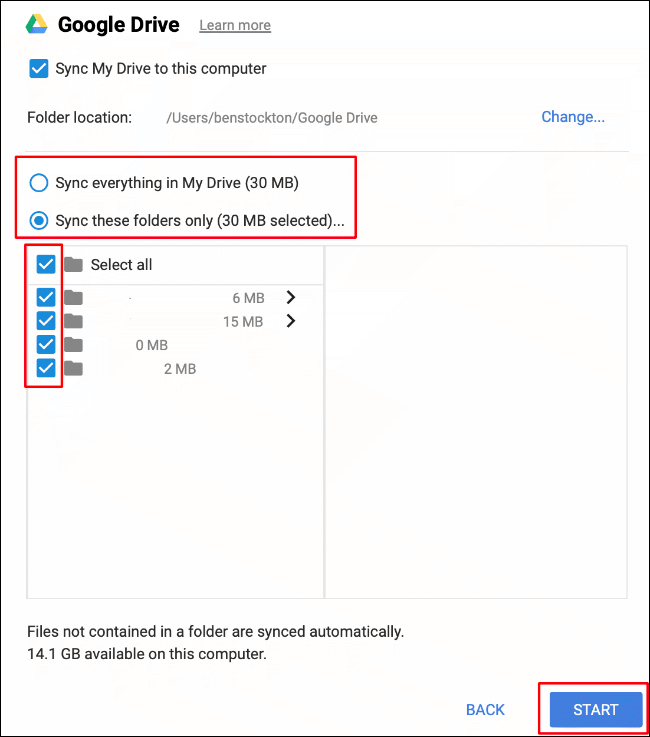 Google Drive Learn more
Sync My Drive to this computer
Folder location: /Users/benstockton/Google Drive Change...
Sync everything in My Drive (30 MB)
Sync these folders only (30 MB selected)...
Select all
6 MB
15 MB
0 MB
2 MB
Files not contained in a folder are synced automatically.
14.1 GB available on this computer.
BACK START